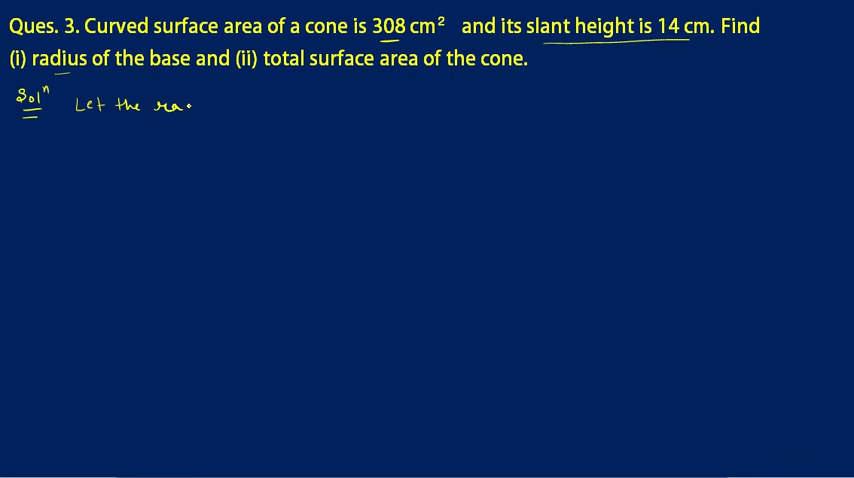 Ques. 3. Curved surface area of a cone is 308 cm² and its slant height is 14 cm. Find
(i) radius of the base and (ii) total surface area of the cone.
Solⁿ Let the ra